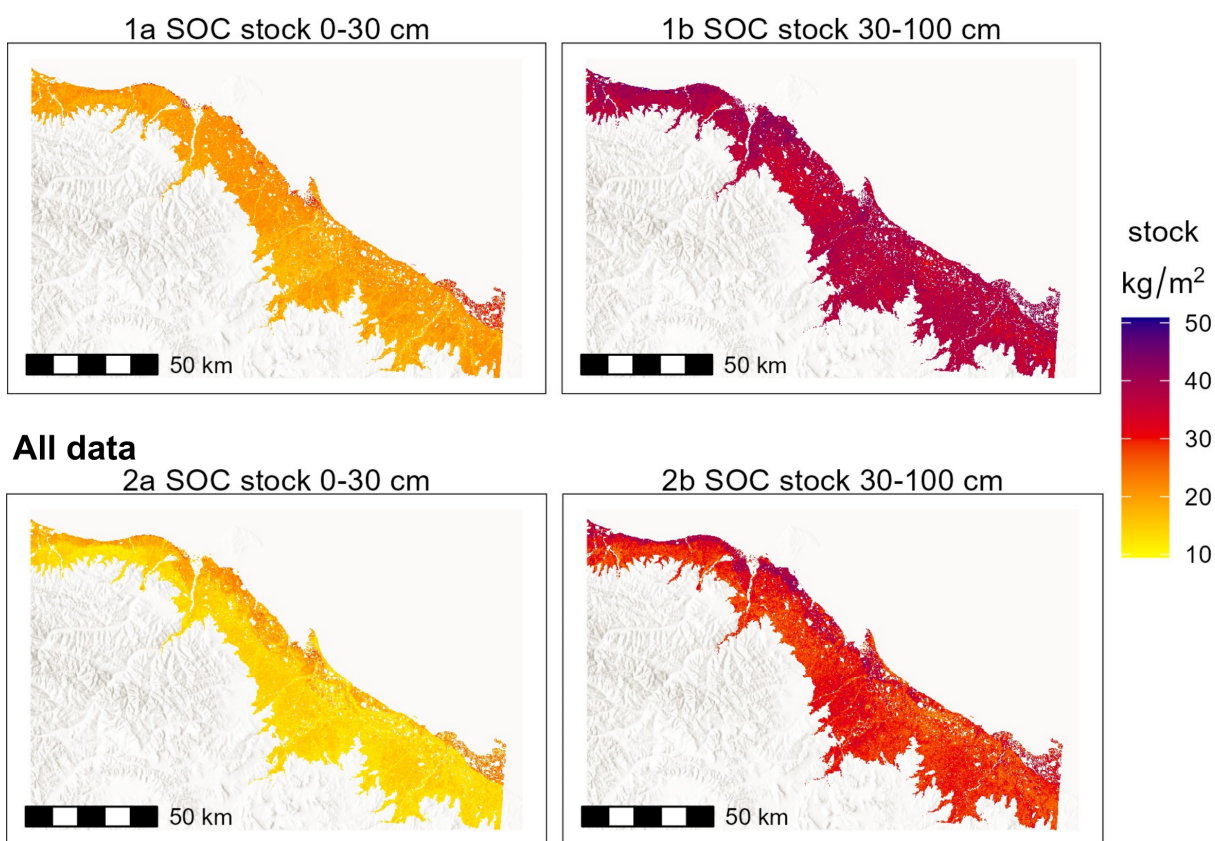 1a SOC stock 0-30 cm
1b SOC stock 30-100 cm
50 km
50 km
stock
kg/m²
50
40
30
20
10
All data
2a SOC stock 0-30 cm
2b SOC stock 30-100 cm
50 km
50 km